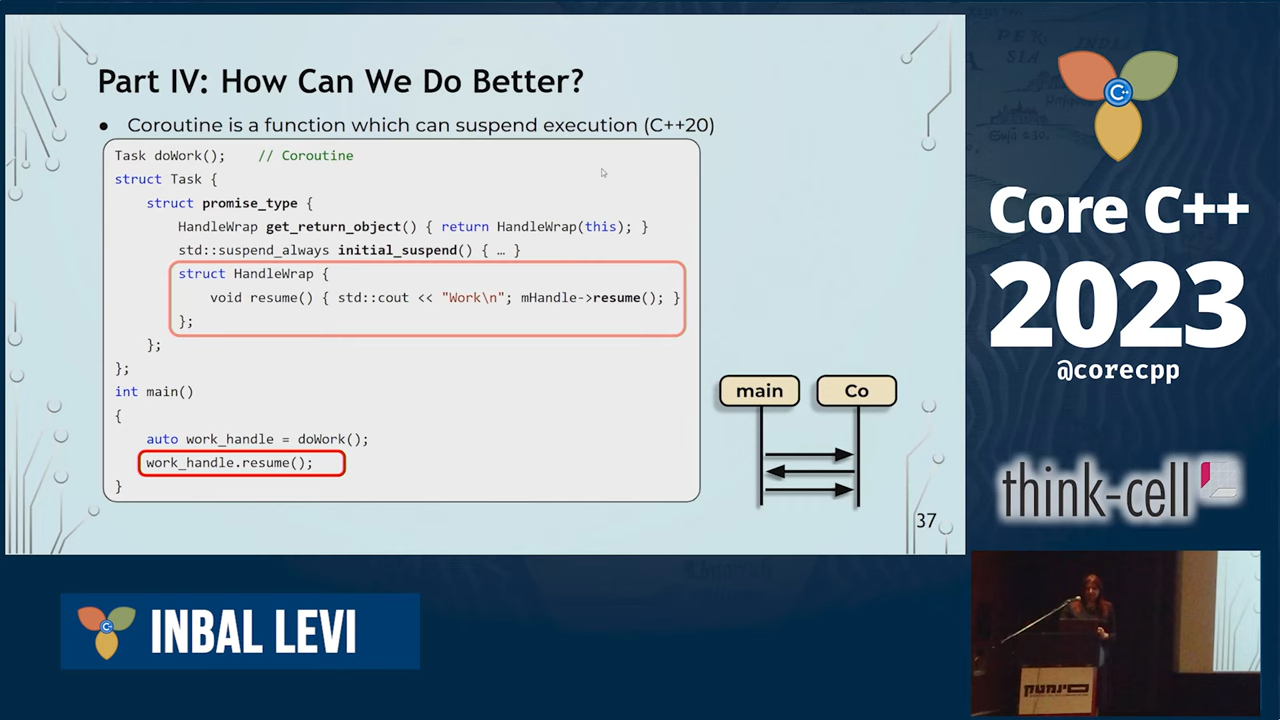 Part IV: How Can We Do Better?
● Coroutine is a function which can suspend execution (C++20)
Task doWork();    // Coroutine
struct Task {
    struct promise_type {
        HandleWrap get_return_object() { return HandleWrap(this); }
        std::suspend_always initial_suspend() { … }
        struct HandleWrap {
            void resume() { std::cout << "Work\n"; mHandle->resume(); }
        };
    };
};
int main()
{
    auto work_handle = doWork();
    work_handle.resume();
}
main
Co
37
C++
Core C++
2023
@corecpp
think-cell
INBAL LEVI
סינמטק